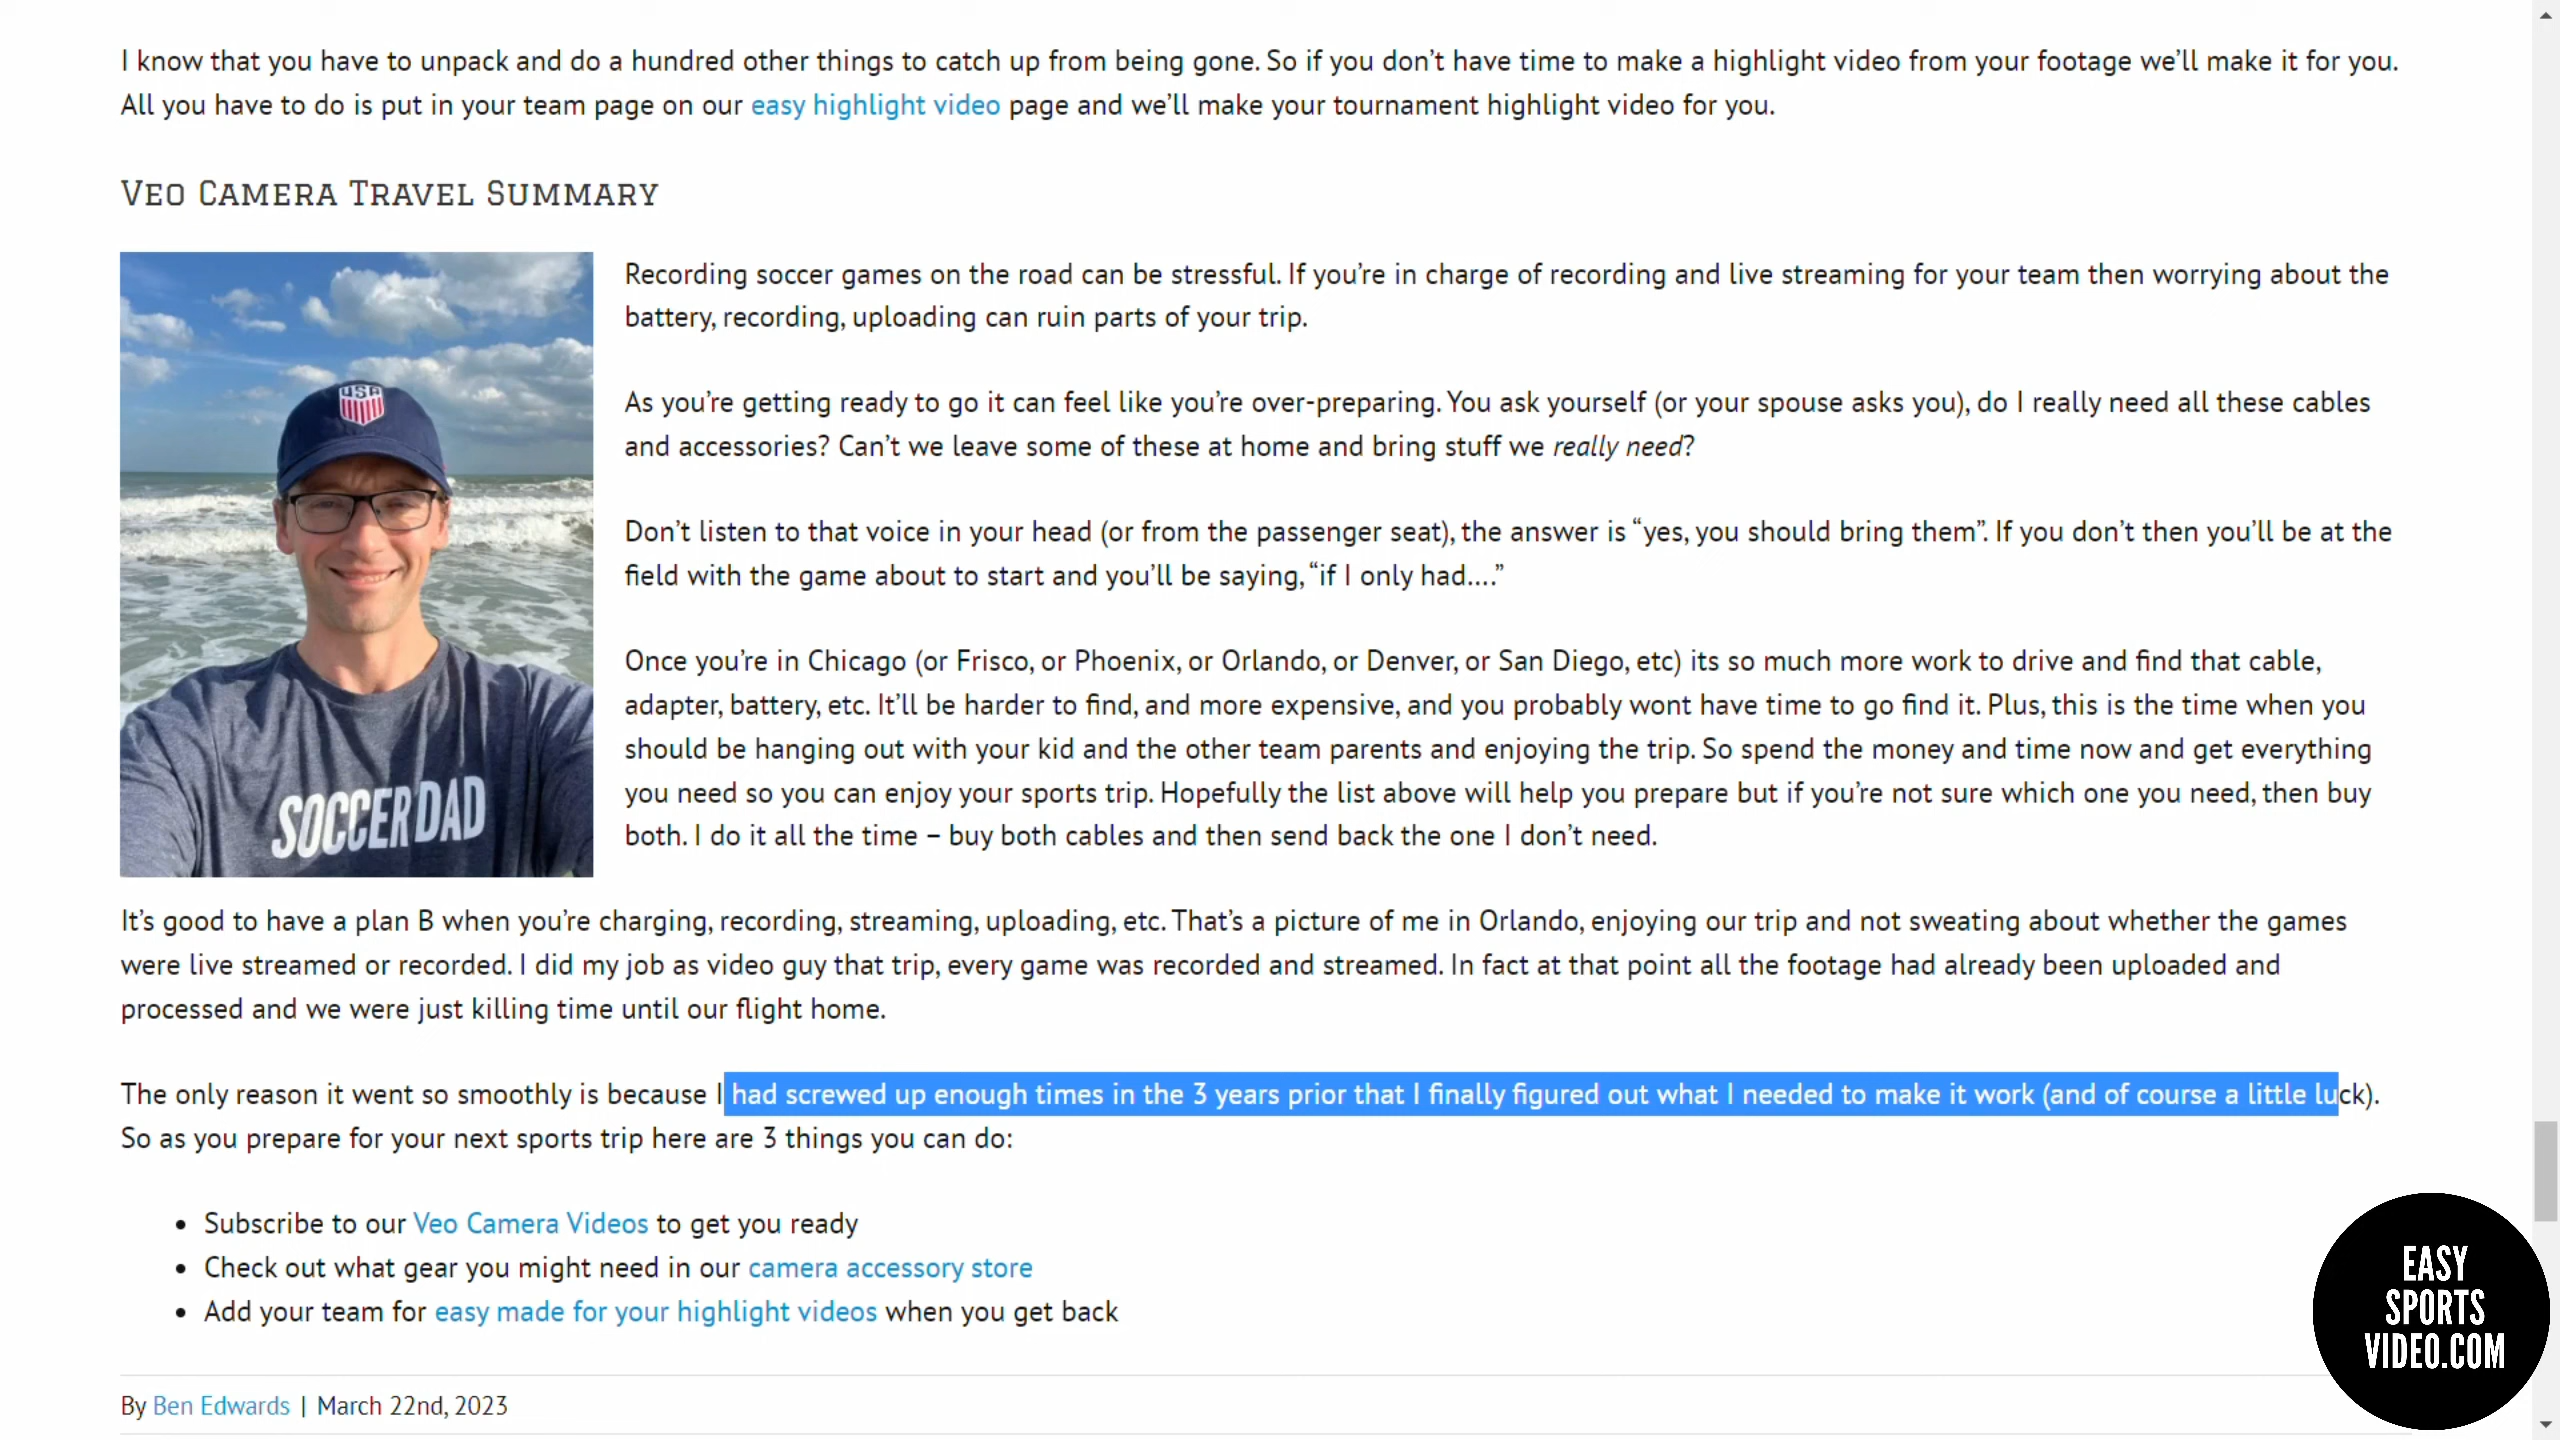 I know that you have to unpack and do a hundred other things to catch up from being gone. So if you don’t have time to make a highlight video from your footage we’ll make it for you.
All you have to do is put in your team page on our easy highlight video page and we’ll make your tournament highlight video for you.
Veo Camera Travel Summary
USA
SOCCER DAD
Recording soccer games on the road can be stressful. If you’re in charge of recording and live streaming for your team then worrying about the
battery, recording, uploading can ruin parts of your trip.
As you’re getting ready to go it can feel like you’re over-preparing. You ask yourself (or your spouse asks you), do I really need all these cables
and accessories? Can’t we leave some of these at home and bring stuff we really need?
Don’t listen to that voice in your head (or from the passenger seat), the answer is “yes, you should bring them”. If you don’t then you’ll be at the
field with the game about to start and you’ll be saying, “if I only had….”
Once you’re in Chicago (or Frisco, or Phoenix, or Orlando, or Denver, or San Diego, etc) its so much more work to drive and find that cable,
adapter, battery, etc. It’ll be harder to find, and more expensive, and you probably wont have time to go find it. Plus, this is the time when you
should be hanging out with your kid and the other team parents and enjoying the trip. So spend the money and time now and get everything
you need so you can enjoy your sports trip. Hopefully the list above will help you prepare but if you’re not sure which one you need, then buy
both. I do it all the time – buy both cables and then send back the one I don’t need.
It’s good to have a plan B when you’re charging, recording, streaming, uploading, etc. That’s a picture of me in Orlando, enjoying our trip and not sweating about whether the games
were live streamed or recorded. I did my job as video guy that trip, every game was recorded and streamed. In fact at that point all the footage had already been uploaded and
processed and we were just killing time until our flight home.
The only reason it went so smoothly is because I had screwed up enough times in the 3 years prior that I finally figured out what I needed to make it work (and of course a little luck).
So as you prepare for your next sports trip here are 3 things you can do:
• Subscribe to our Veo Camera Videos to get you ready
• Check out what gear you might need in our camera accessory store
• Add your team for easy made for your highlight videos when you get back
By Ben Edwards | March 22nd, 2023
EASY
SPORTS
VIDEO.COM